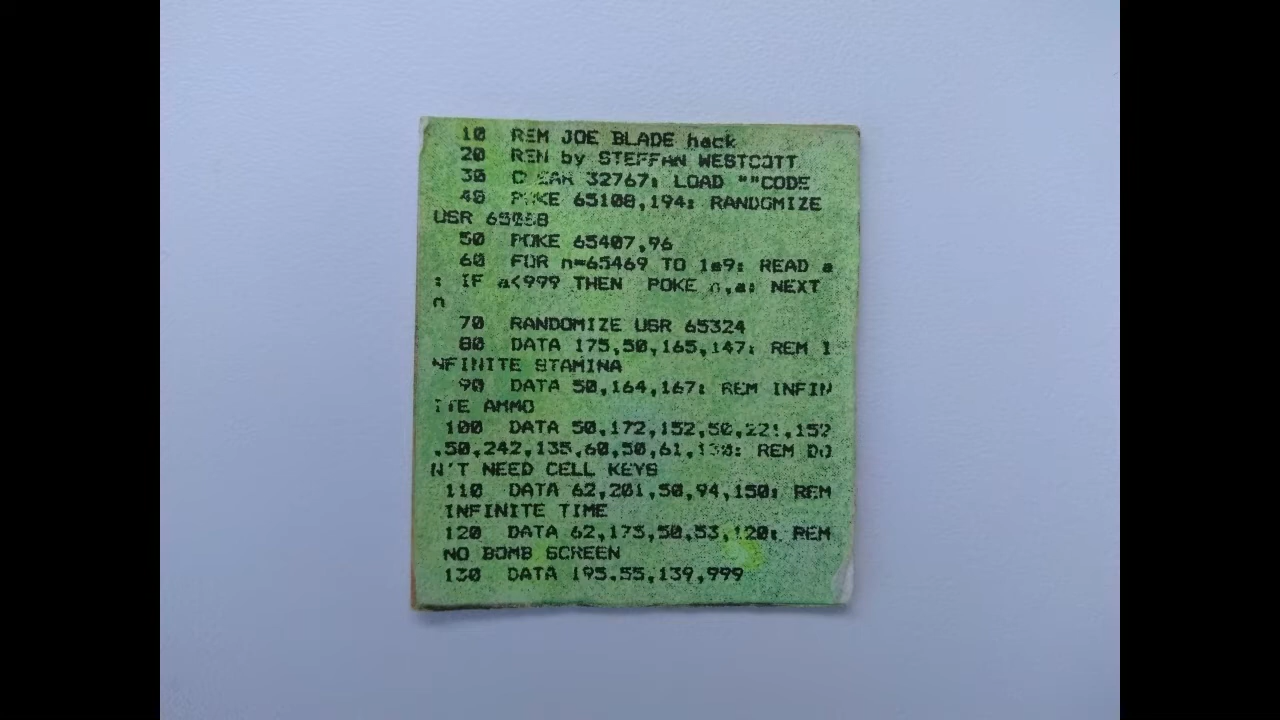 10 REM JOE BLADE hack
20 REM by STEFFAN WESTCOTT
30 CLEAR 32767: LOAD ""CODE
40 POKE 65108,194: RANDOMIZE
USR 65068
50 POKE 65407,96
60 FOR n=65469 TO 1e9: READ a
: IF a<999 THEN POKE n,a: NEXT
n
70 RANDOMIZE USR 65324
80 DATA 175,50,165,147: REM I
NFINITE STAMINA
90 DATA 50,164,167: REM INFIN
ITE AMMO
100 DATA 50,172,152,50,221,152
,50,242,135,60,50,61, : REM DO
N'T NEED CELL KEYS
110 DATA 62,201,50,94,150: REM
INFINITE TIME
120 DATA 62,173,50,53,120: REM
NO BOMB SCREEN
130 DATA 195,55,139,999